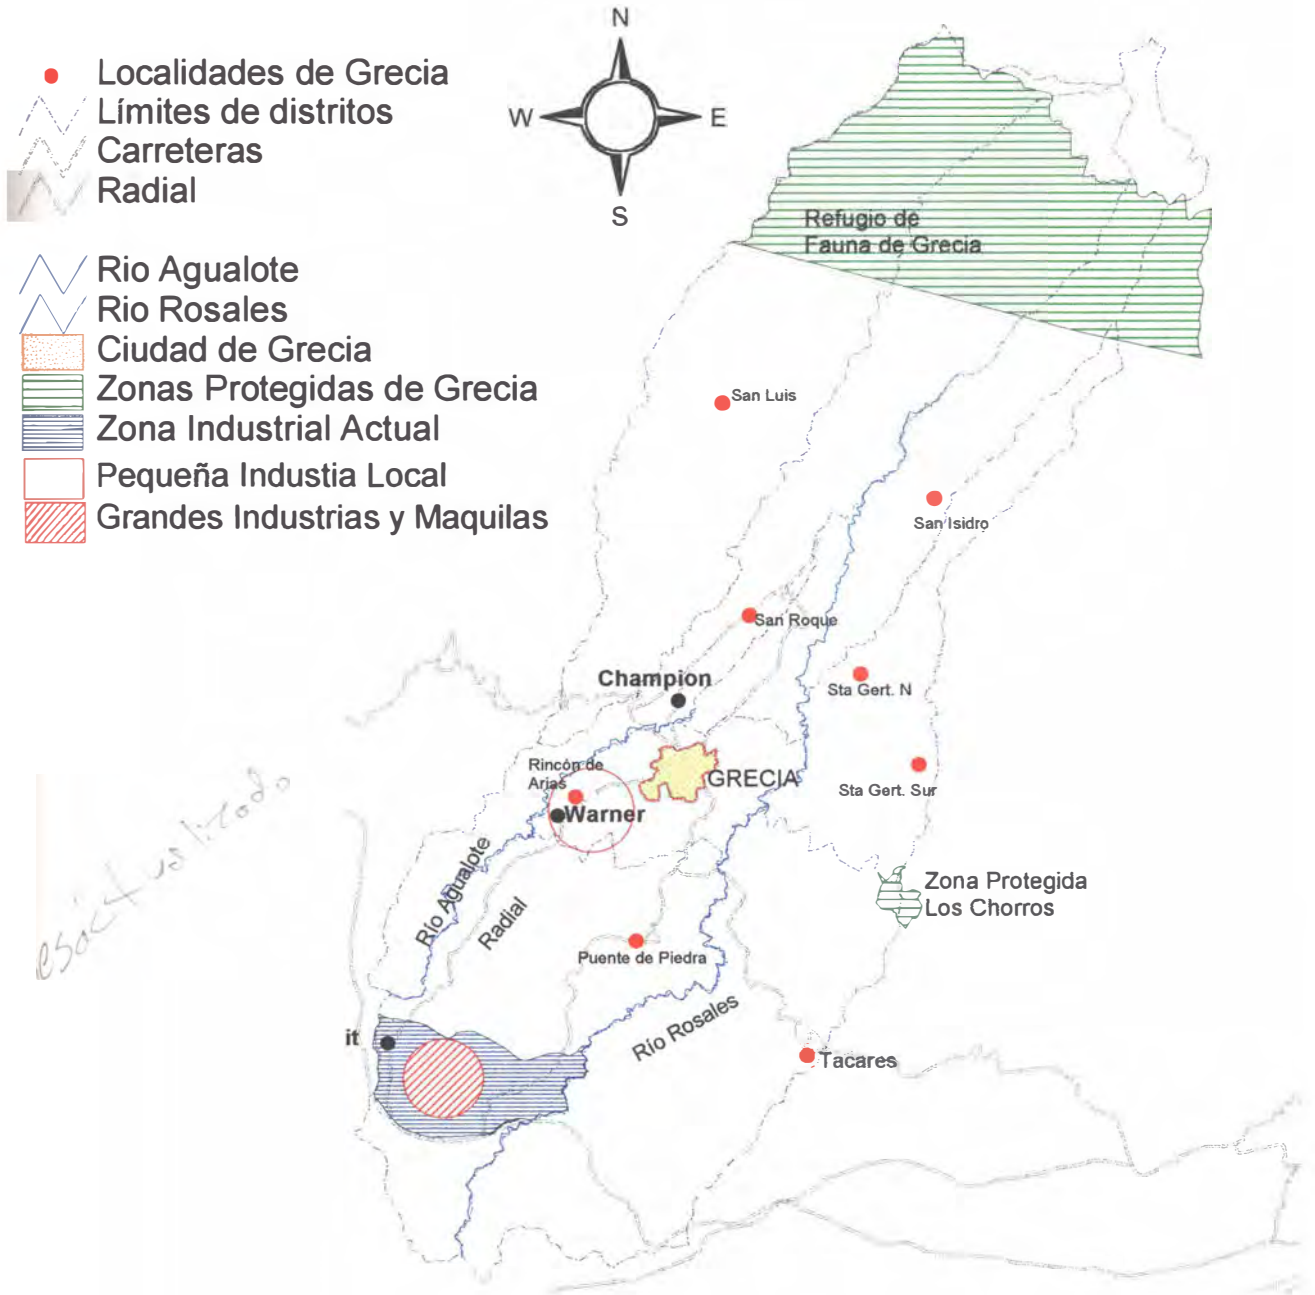 N
W
E
S
Localidades de Grecia
Límites de distritos
Carreteras
Radial
Rio Agualote
Rio Rosales
Ciudad de Grecia
Zonas Protegidas de Grecia
Zona Industrial Actual
Pequeña Industia Local
Grandes Industrias y Maquilas
Refugio de
Fauna de Grecia
San Luis
San Isidro
San Roque
Champion
Sta Gert. N
Rincón de
Arias
GRECIA
Sta Gert. Sur
Warner
Río Agualote
Radial
Zona Protegida
Los Chorros
Puente de Piedra
Río Rosales
it
Tacares